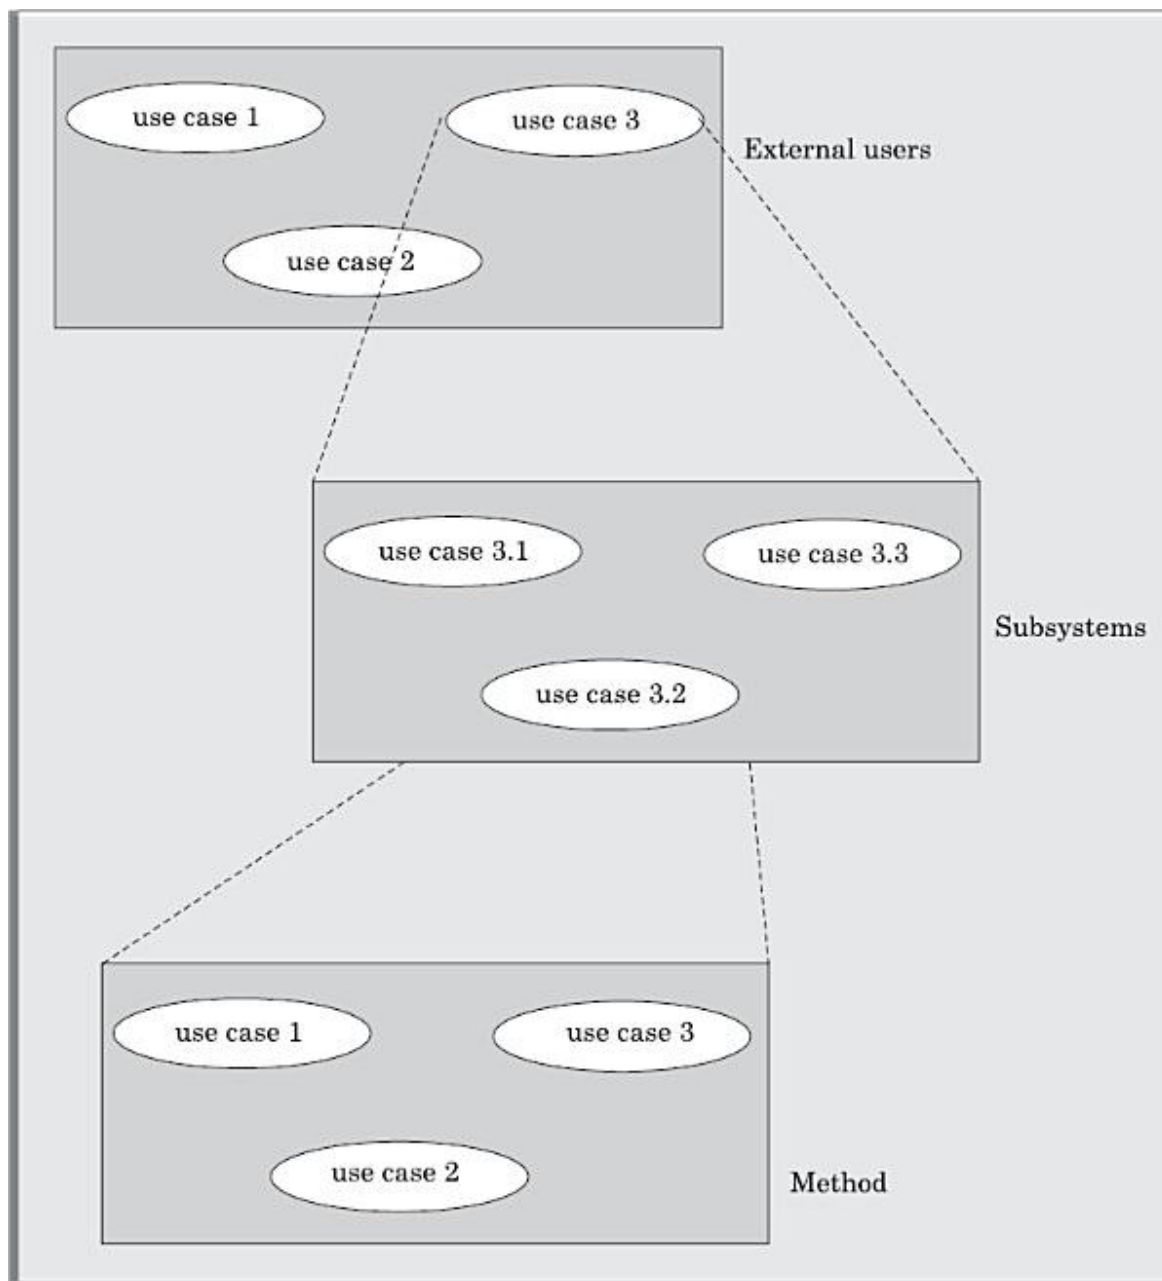 use case 1
use case 3
External users
use case 2
use case 3.1
use case 3.3
Subsystems
use case 3.2
use case 1
use case 3
use case 2
Method